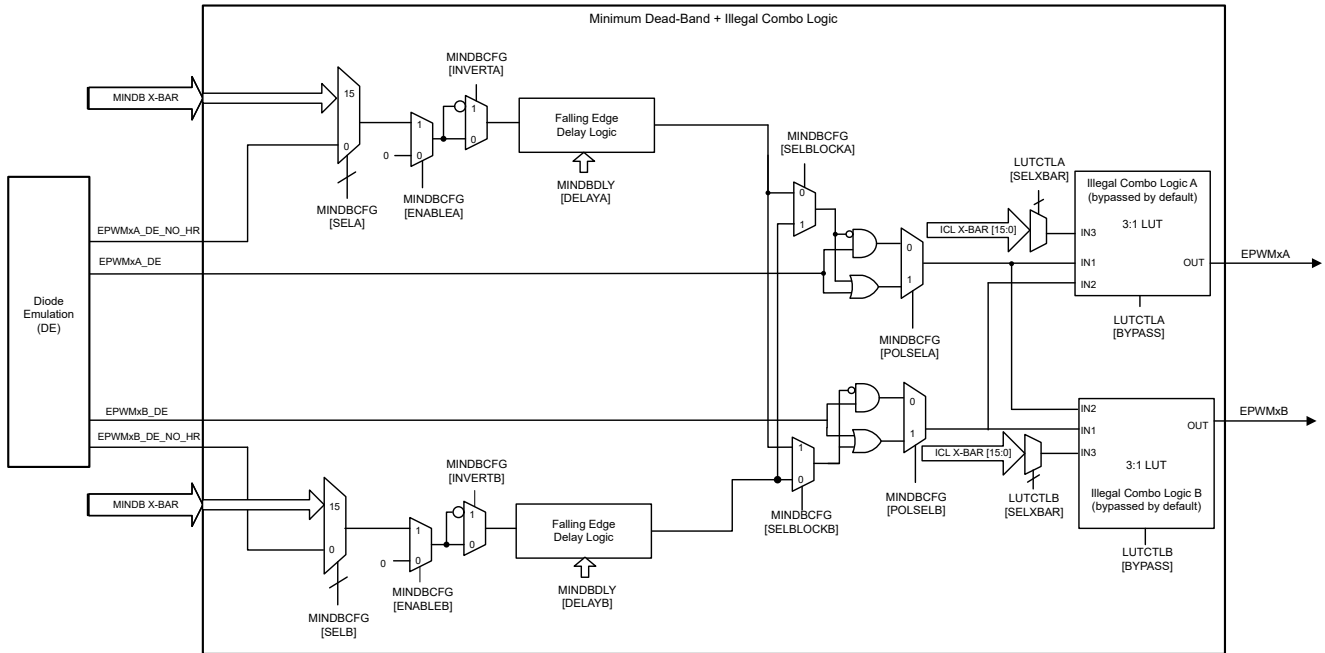 Minimum Dead-Band + Illegal Combo Logic
MINDB X-BAR
15
0
MINDBCFG
[SELA]
0
1
0
MINDBCFG
[ENABLEA]
MINDBCFG
[INVERTA]
1
0
Falling Edge
Delay Logic
MINDBDLY
[DELAYA]
MINDBCFG
[SELBLOCKA]
0
1
0
1
MINDBCFG
[POLSELA]
LUTCTLA
[SELXBAR]
ICL X-BAR [15:0]
Illegal Combo Logic A
(bypassed by default)
3:1 LUT
IN3
IN1
IN2
OUT
LUTCTLA
[BYPASS]
EPWMxA
Diode
Emulation
(DE)
EPWMxA_DE_NO_HR
EPWMxA_DE
EPWMxB_DE
EPWMxB_DE_NO_HR
MINDB X-BAR
15
0
MINDBCFG
[SELB]
0
1
0
MINDBCFG
[ENABLEB]
MINDBCFG
[INVERTB]
1
0
Falling Edge
Delay Logic
MINDBDLY
[DELAYB]
1
0
MINDBCFG
[SELBLOCKB]
0
1
MINDBCFG
[POLSELB]
ICL X-BAR [15:0]
LUTCTLB
[SELXBAR]
IN2
IN1
IN3
OUT
3:1 LUT
Illegal Combo Logic B
(bypassed by default)
LUTCTLB
[BYPASS]
EPWMxB